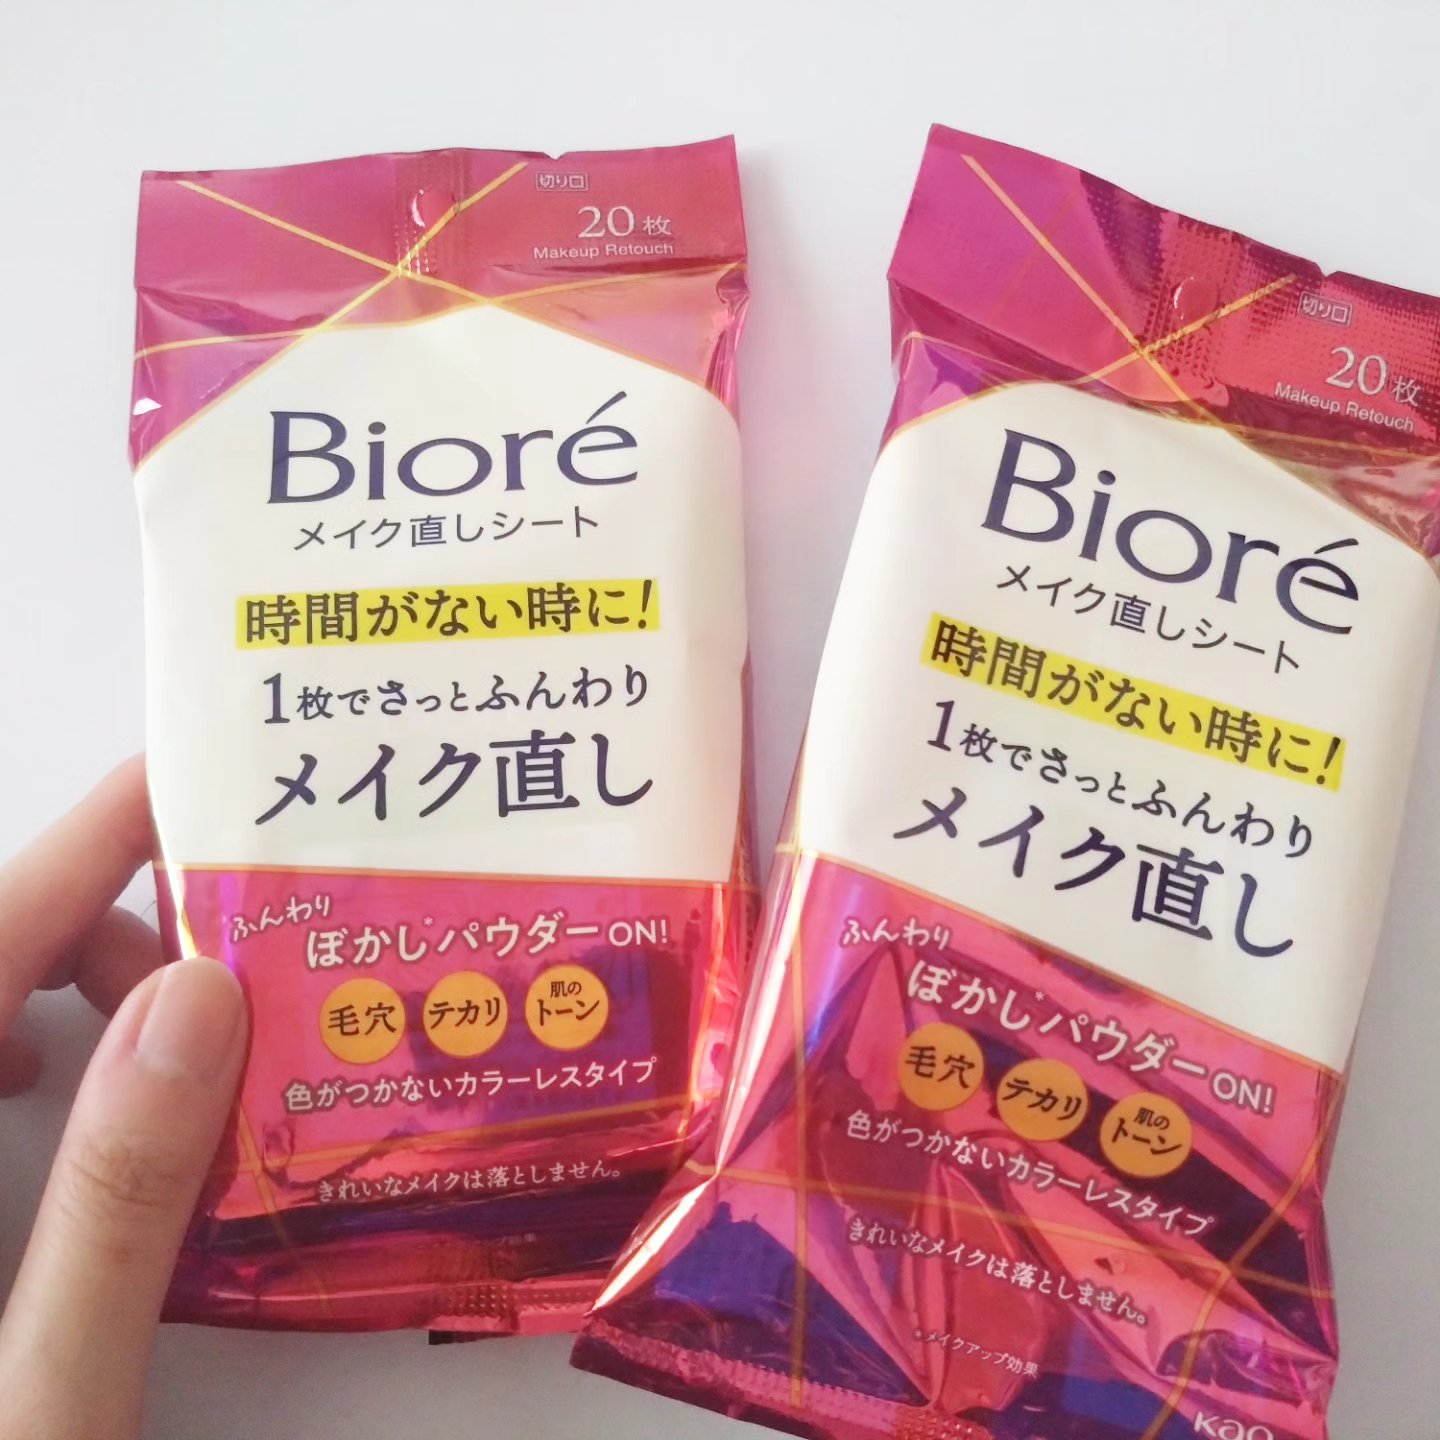 切り口
20枚
Makeup Retouch
Bioré
メイク直しシート
時間がない時に!
1枚でさっとふんわり
メイク直し
ふんわり
ぼかし*パウダーON!
毛穴
テカリ
肌の
トーン
色がつかないカラーレスタイプ
きれいなメイクは落としません。
切り口
20枚
Makeup Retouch
Bioré
メイク直しシート
時間がない時に!
1枚でさっとふんわり
メイク直し
ふんわり
ぼかし*パウダーON!
毛穴
テカリ
肌の
トーン
色がつかないカラーレスタイプ
きれいなメイクは落としません。
*メイクアップ効果
Kao